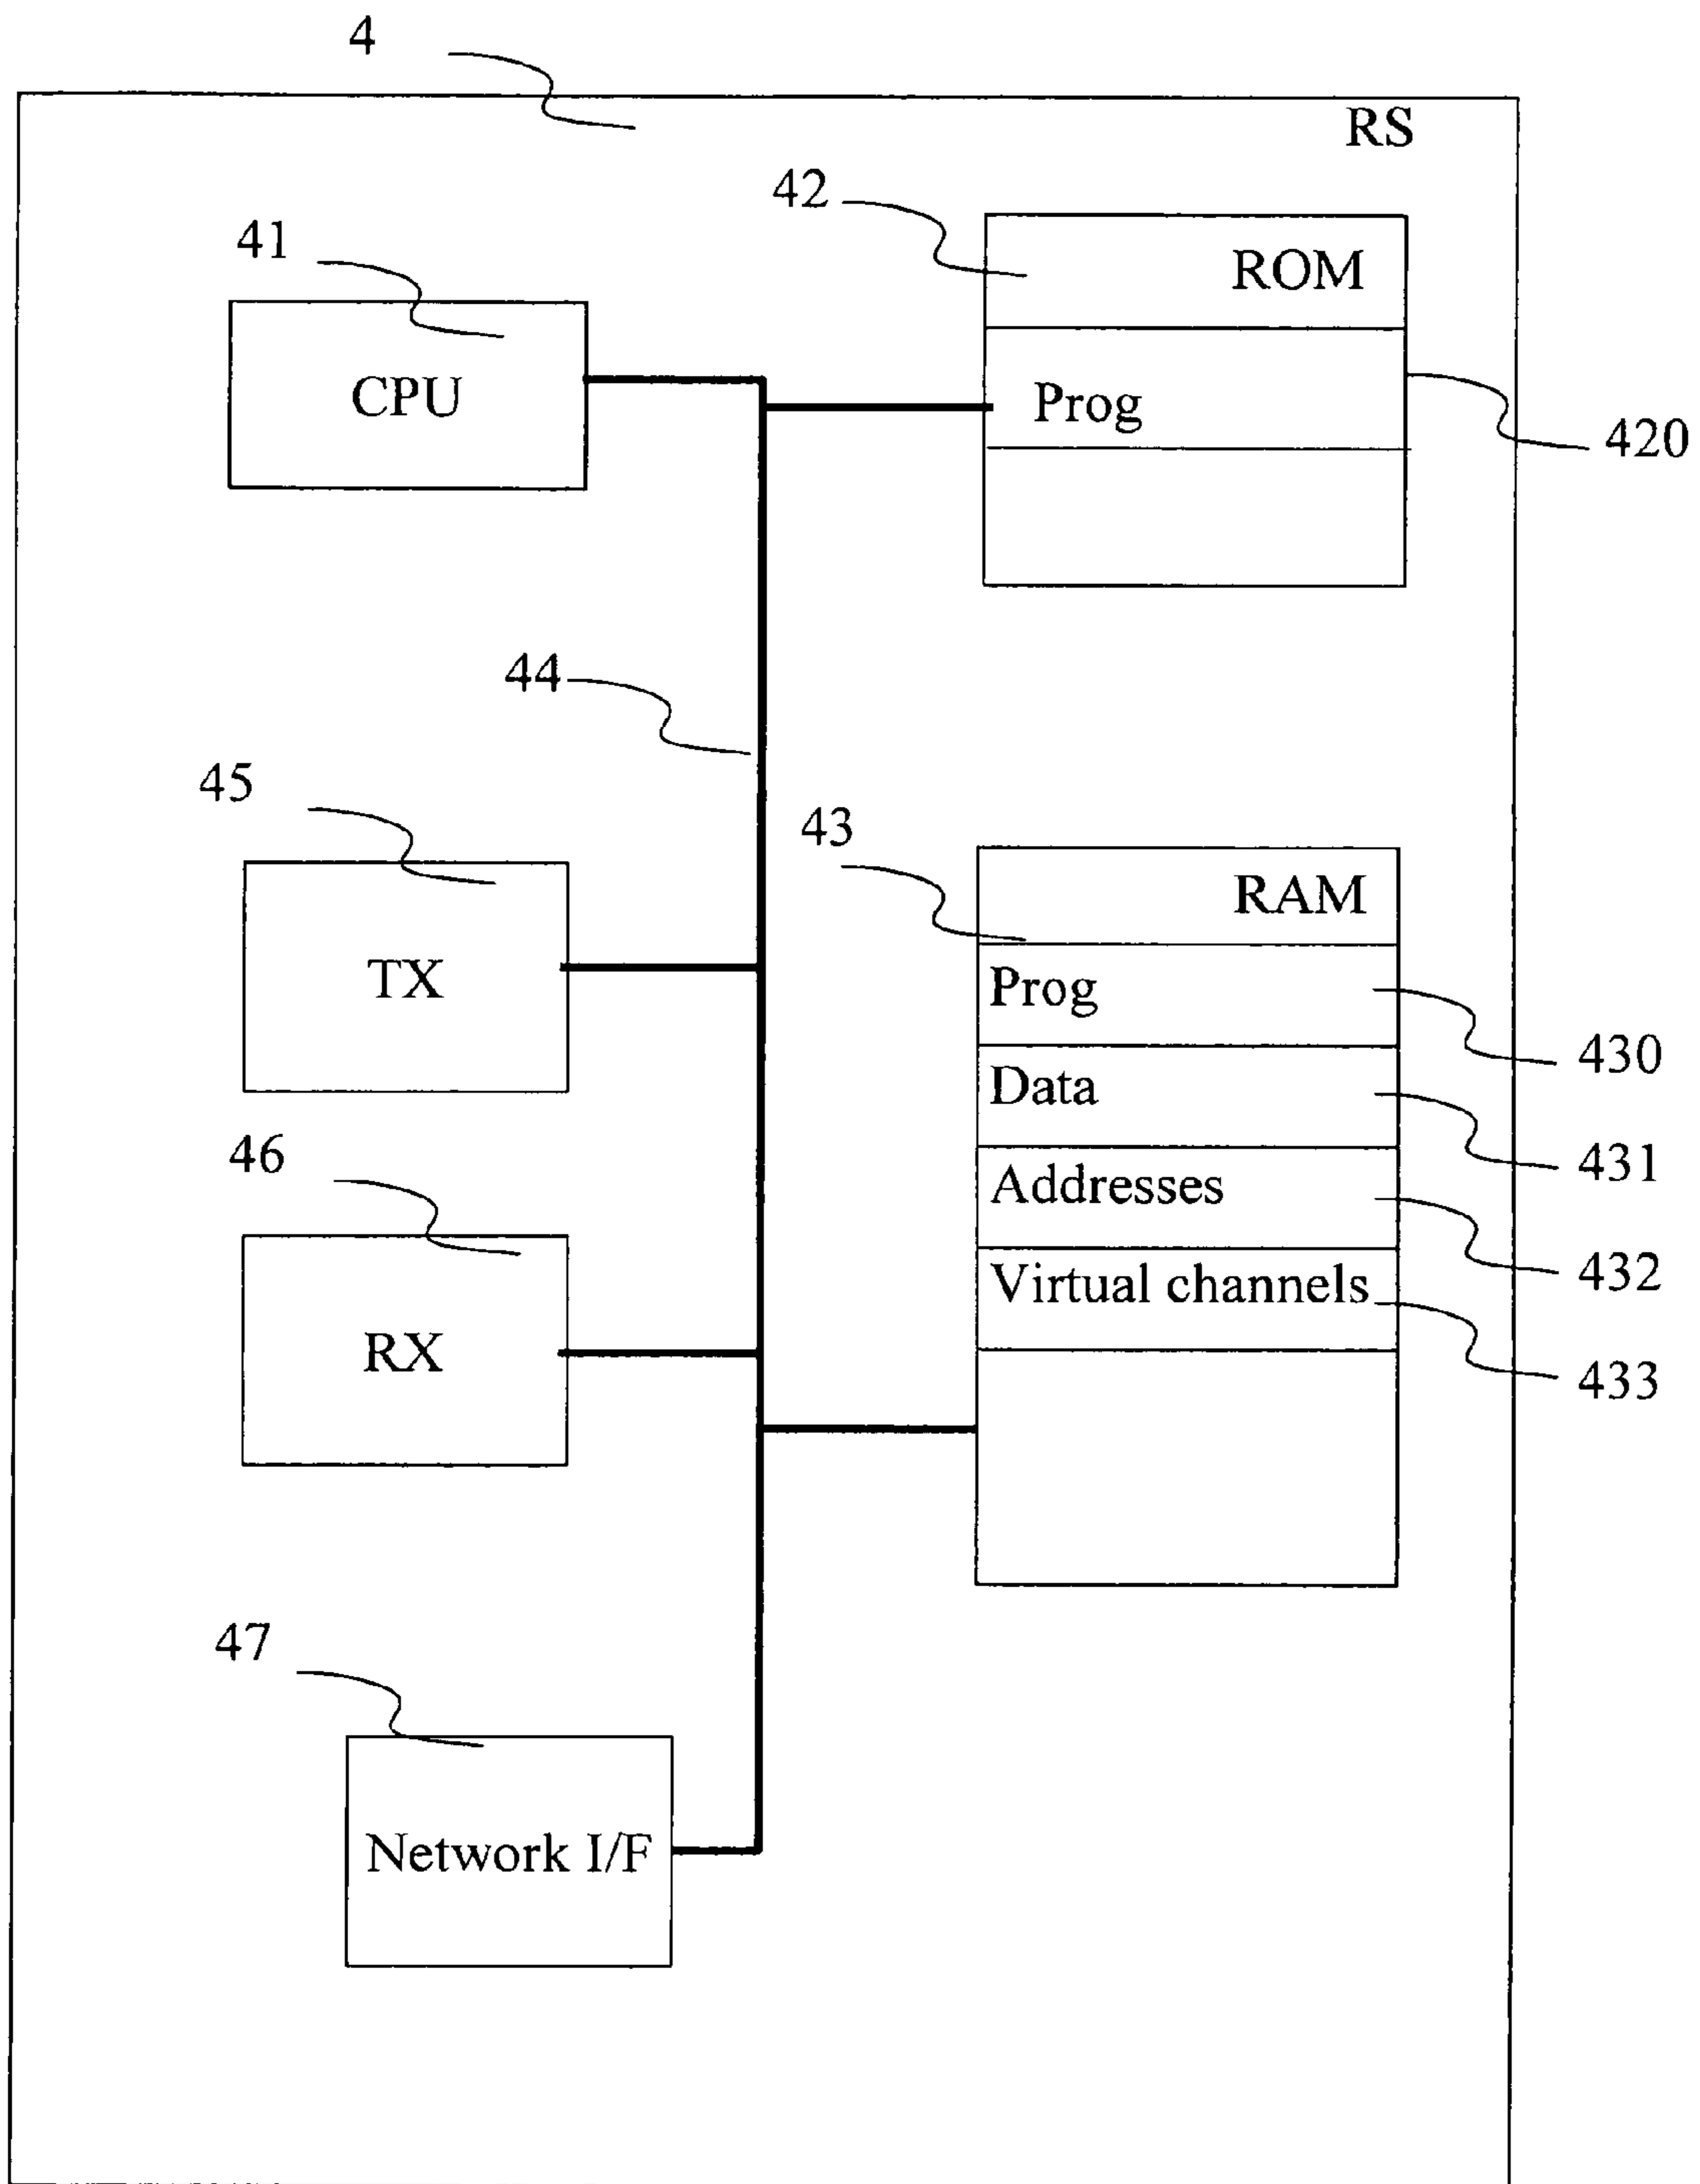 4
RS
42
41
ROM
CPU
Prog
420
44
45
43
RAM
TX
Prog
430
Data
46
431
Addresses
432
Virtual channels
RX
433
47
Network I/F